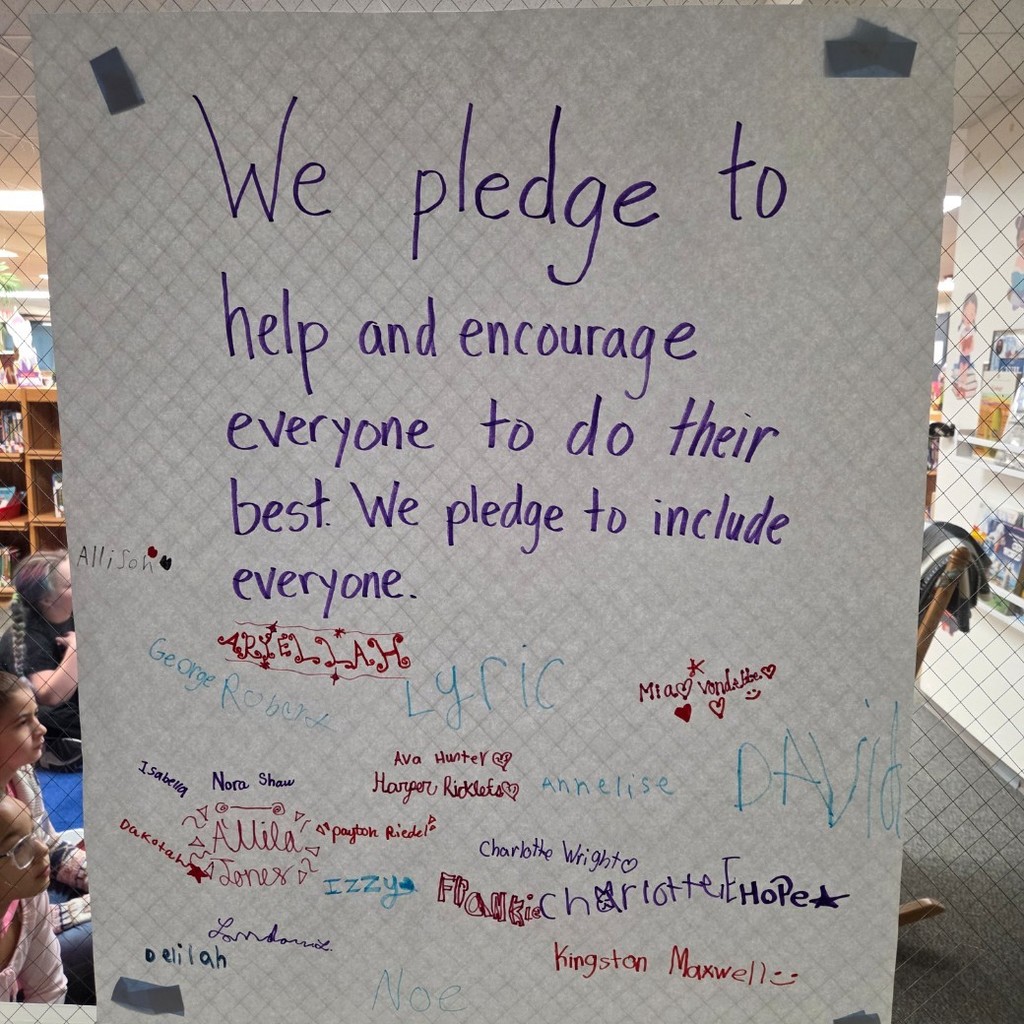 We pledge to
help and encourage
everyone to do their
best. We pledge to include
everyone.
Allison
ARYELLAH
George
Robert
Lyric
Mia Vondette
DAVid
Ava Hunter
Isabella
Nora Shaw
Harper Ricklefs
Annelise
Allila
Jones
Payton Riedel
Dakotah
Charlotte Wright
Izzy
FRANKie
ChArlotte E
HOPe
Delilah
Kingston Maxwell
Noe